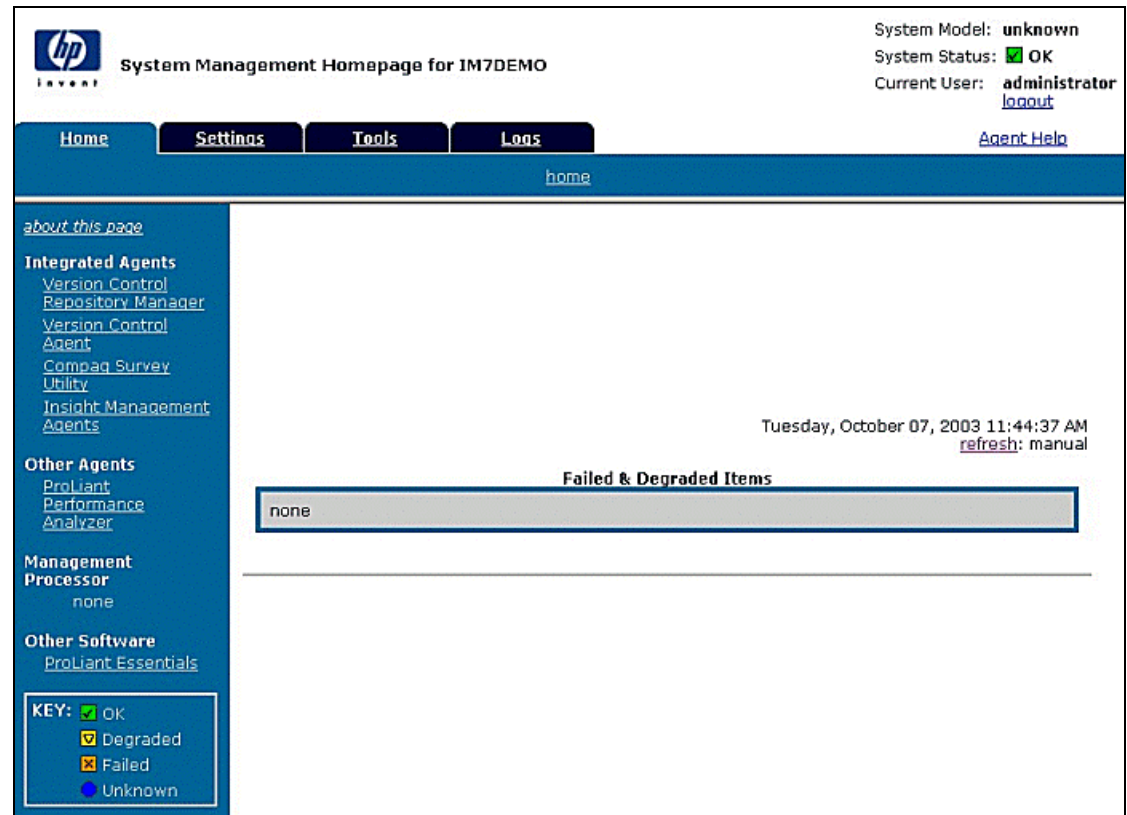 hp
invent
System Management Homepage for IM7DEMO
System Model: unknown
System Status: OK
Current User: administrator
logout
Home Settings Tools Logs
Agent Help
home
about this page
Integrated Agents
Version Control
Repository Manager
Version Control
Agent
Compaq Survey
Utility
Insight Management
Agents
Other Agents
ProLiant
Performance
Analyzer
Management
Processor
none
Other Software
ProLiant Essentials
KEY: OK
Degraded
Failed
Unknown
Tuesday, October 07, 2003 11:44:37 AM
refresh: manual
Failed & Degraded Items
none